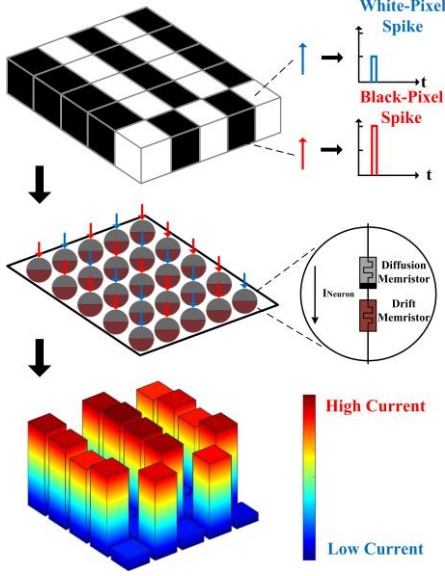 White-Pixel
Spike
t
Black-Pixel
Spike
t
Diffusion
Memristor
INeuron
Drift
Memristor
High Current
Low Current